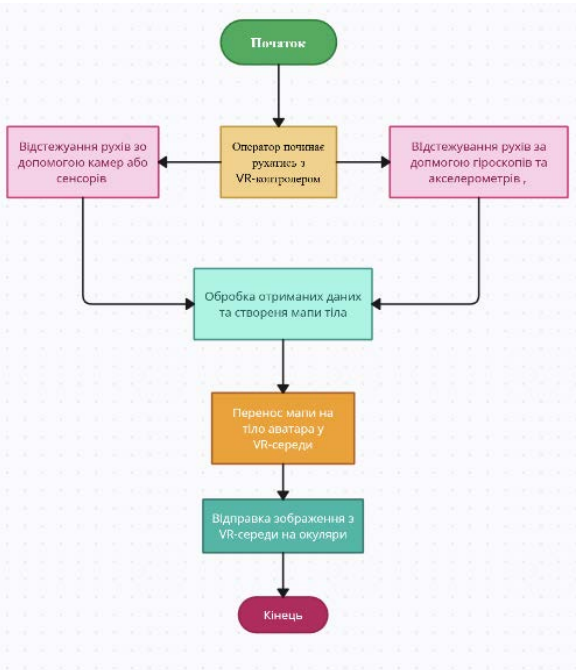 Початок
Відстежуання рухів зо
допомогою камер або
сенсорів
Оператор починає
рухатись з
VR-контролером
Відстежування рухів за
допмогою гіроскопів та
акселерометрів ,
Обробка отриманих даних
та створеня мапи тіла
Перенос мапи на
тіло аватара у
VR-середи
Відправка зображення з
VR-середи на окуляри
Кінець